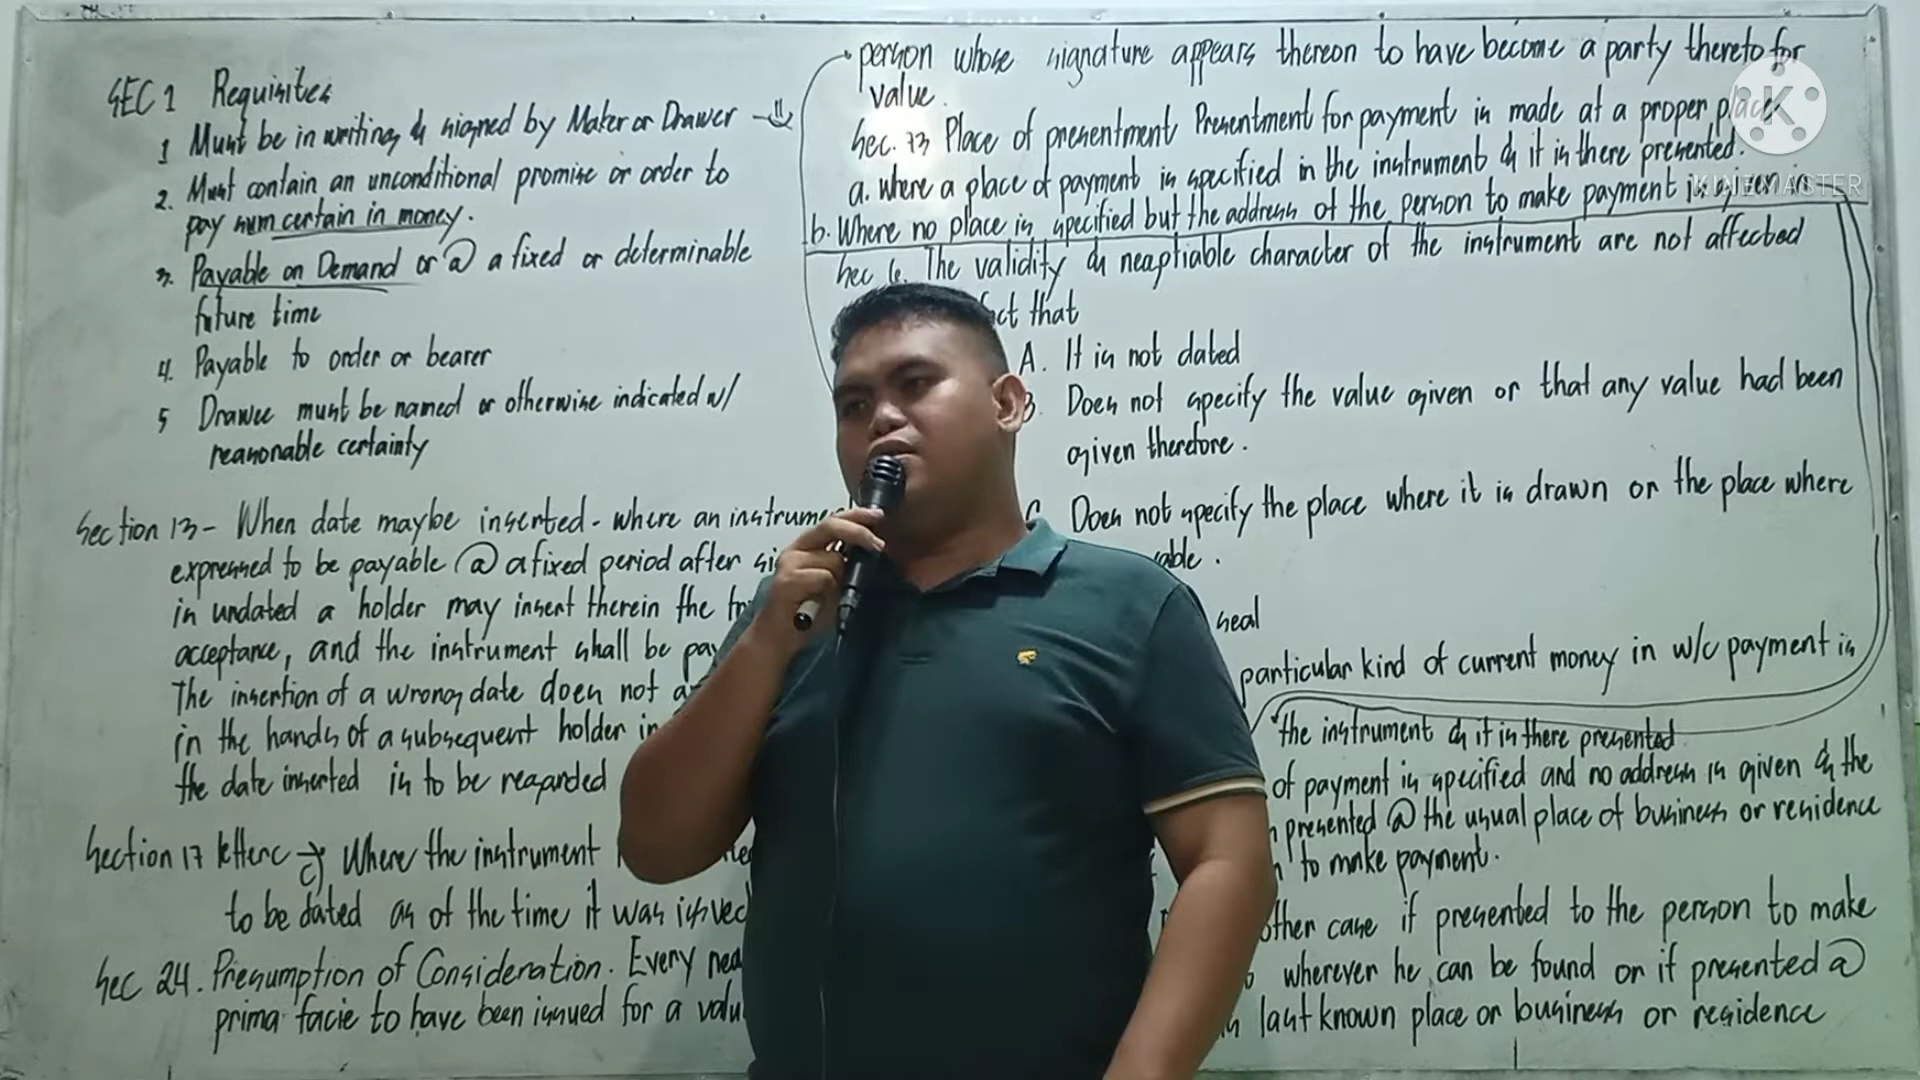 SEC 1 Requisites
1 Must be in writing & signed by Maker or Drawer
2. Must contain an unconditional promise or order to
pay sum certain in money.
3. Payable on Demand or @ a fixed or determinable
future time
4. Payable to order or bearer
5 Drawee must be named or otherwise indicated w/
reasonable certainty
Section 13 - When date maybe inserted - where an
expressed to be payable @ a fixed period after
is undated a holder may insert therein the
acceptance, and the instrument shall be
The insertion of a wrong date does not
in the hands of a subsequent holder in
the date inserted is to be regarded
Section 17 letter c → c) Where the instrument
to be dated as of the time it was issued
Sec 24. Presumption of Consideration. Every
prima facie to have been issued for a
person whose signature appears thereon to have become a party thereto for
value.
Sec. 73 Place of presentment Presentment for payment is made at a proper place
a. where a place of payment is specified in the instrument & it is there presented.
b. Where no place is specified but the address of the person to make payment is given in
Sec 6. The validity & negotiable character of the instrument are not affected
that
A. It is not dated
Does not specify the value given or that any value had been
given therefore.
Does not specify the place where it is drawn or the place where
seal
particular kind of current money in w/c payment is
the instrument & it is there presented
of payment is specified and no address is given & the
presented @ the usual place of business or residence
to make payment.
other case if presented to the person to make
wherever he can be found or if presented @
last known place or business or residence
K
KINEMASTER